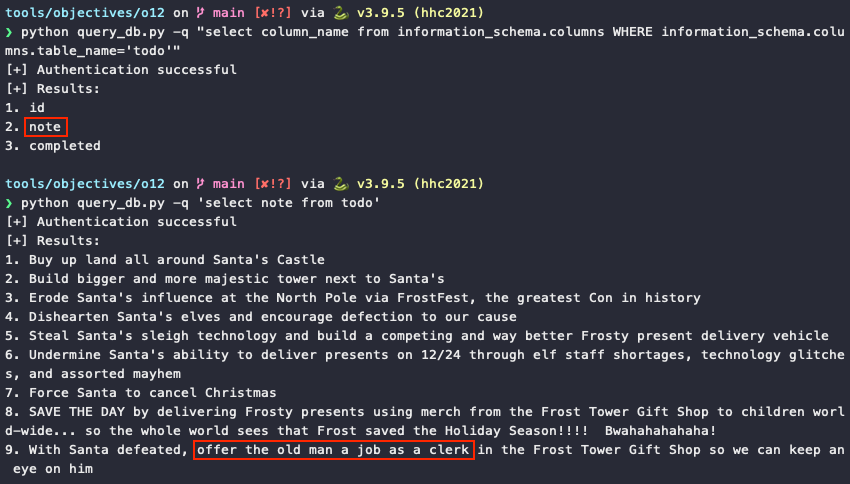 tools/objectives/o12 on main [✘!?] via 🐍 v3.9.5 (hhc2021)
❯ python query_db.py -q "select column_name from information_schema.columns WHERE information_schema.colu
mns.table_name='todo'"
[+] Authentication successful
[+] Results:
1. id
2. note
3. completed
tools/objectives/o12 on main [✘!?] via 🐍 v3.9.5 (hhc2021)
❯ python query_db.py -q 'select note from todo'
[+] Authentication successful
[+] Results:
1. Buy up land all around Santa's Castle
2. Build bigger and more majestic tower next to Santa's
3. Erode Santa's influence at the North Pole via FrostFest, the greatest Con in history
4. Dishearten Santa's elves and encourage defection to our cause
5. Steal Santa's sleigh technology and build a competing and way better Frosty present delivery vehicle
6. Undermine Santa's ability to deliver presents on 12/24 through elf staff shortages, technology glitche
s, and assorted mayhem
7. Force Santa to cancel Christmas
8. SAVE THE DAY by delivering Frosty presents using merch from the Frost Tower Gift Shop to children worl
d-wide... so the whole world sees that Frost saved the Holiday Season!!!!  Bwahahahahaha!
9. With Santa defeated, offer the old man a job as a clerk in the Frost Tower Gift Shop so we can keep an
 eye on him